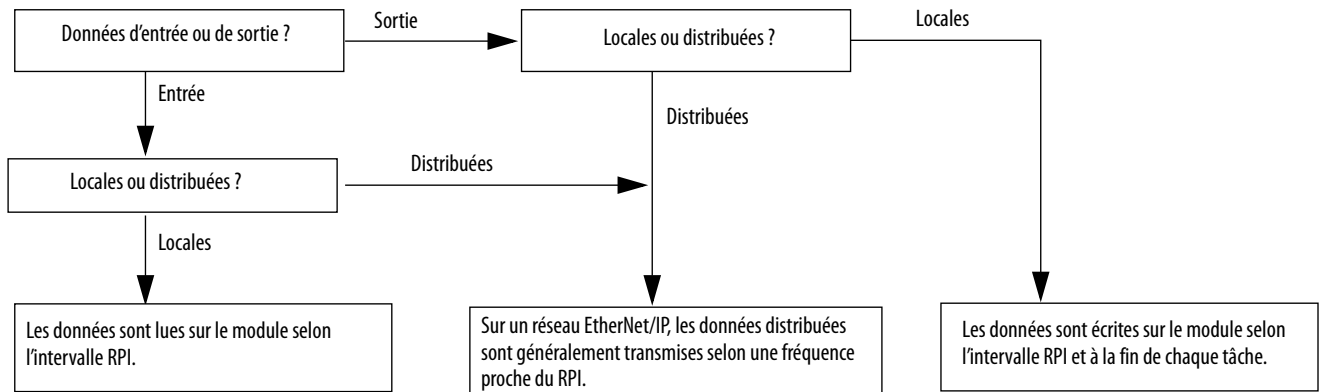 Données d'entrée ou de sortie ?
Sortie
Locales ou distribuées ?
Locales
Entrée
Distribuées
Locales ou distribuées ?
Distribuées
Locales
Les données sont lues sur le module selon
l'intervalle RPI.
Sur un réseau EtherNet/IP, les données distribuées
sont généralement transmises selon une fréquence
proche du RPI.
Les données sont écrites sur le module selon
l'intervalle RPI et à la fin de chaque tâche.